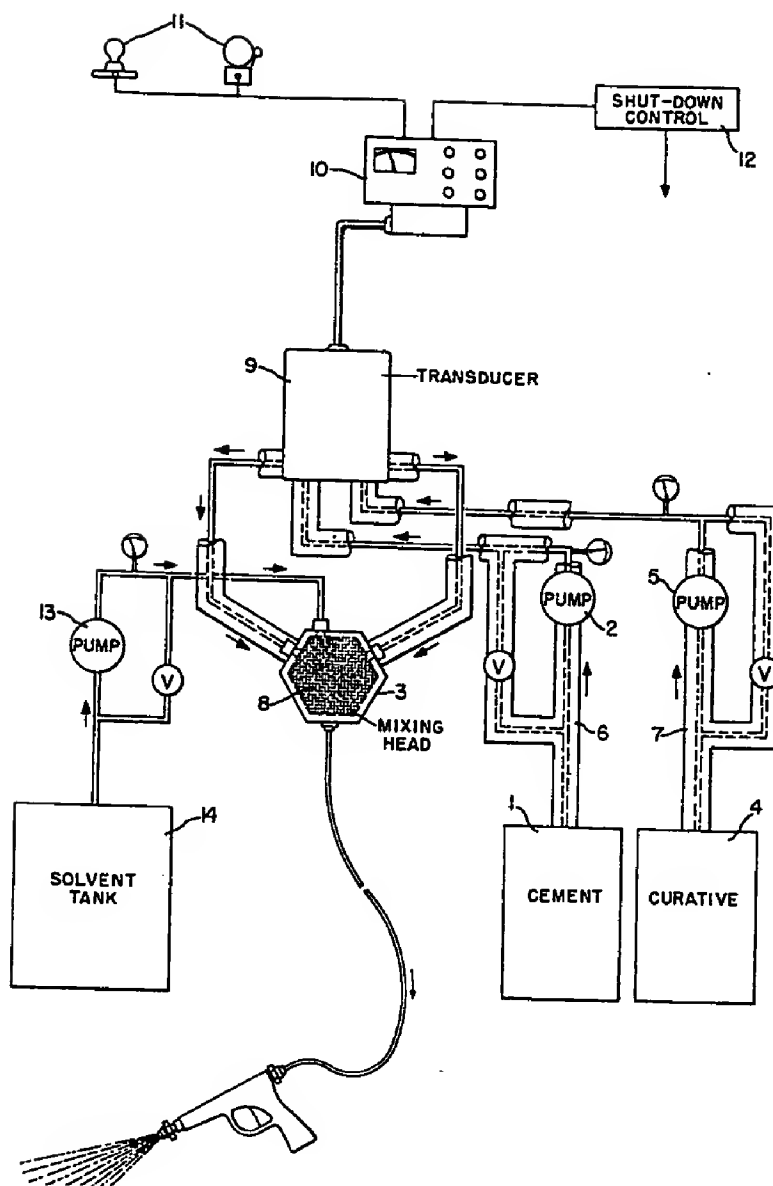 11
SHUT-DOWN
CONTROL
12
10
9
TRANSDUCER
13
PUMP
V
5
PUMP
2
PUMP
V
V
8
3
MIXING
HEAD
6
7
14
SOLVENT
TANK
1
CEMENT
4
CURATIVE